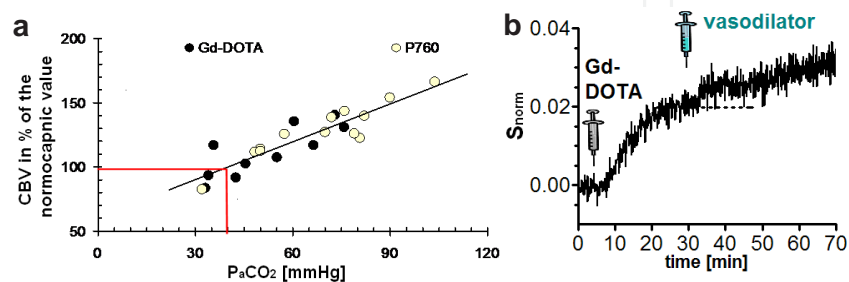 a
200
150
100
50
CBV in % of the
normocapnic value
Gd-DOTA
P760
0
30
60
90
120
PaCO2 [mmHg]
b
vasodilator
Gd-
DOTA
0.04
0.02
0.00
Snorm
0 10 20 30 40 50 60 70
time [min]